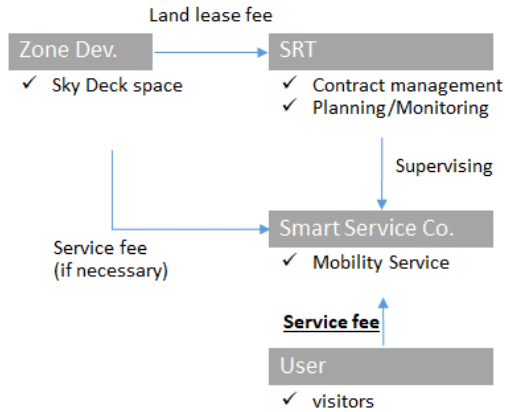 Land lease fee
Zone Dev.
✓ Sky Deck space
SRT
✓ Contract management
✓ Planning/Monitoring
Supervising
Service fee
(if necessary)
Smart Service Co.
✓ Mobility Service
Service fee
User
✓ visitors